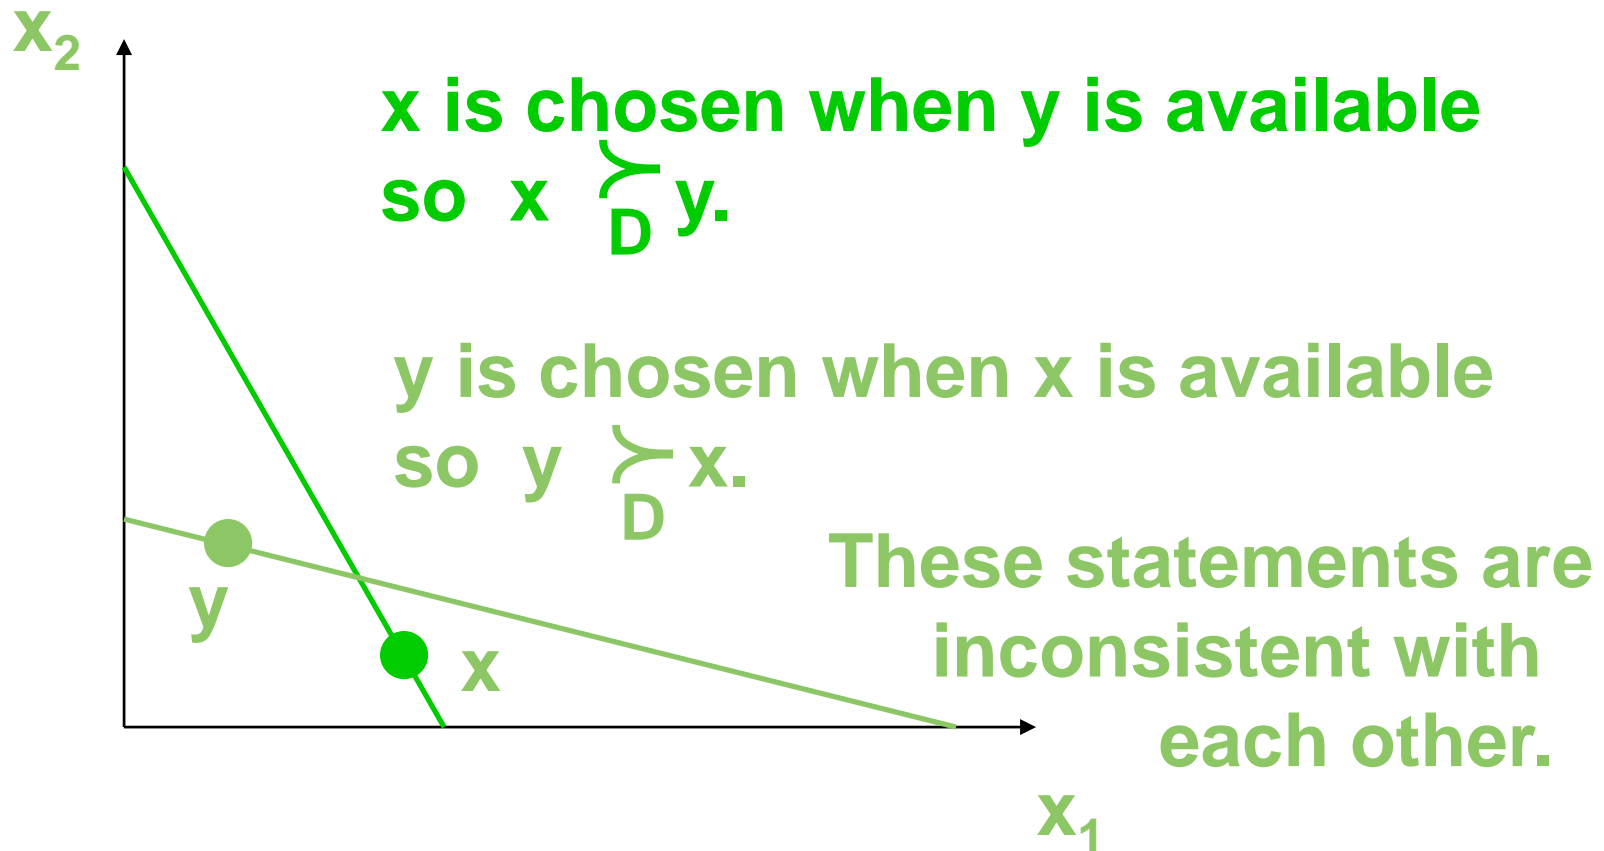 x₂
x is chosen when y is available
so x ≻ y.
D
y is chosen when x is available
so y ≻ x.
D
These statements are
y
inconsistent with
x
each other.
x₁